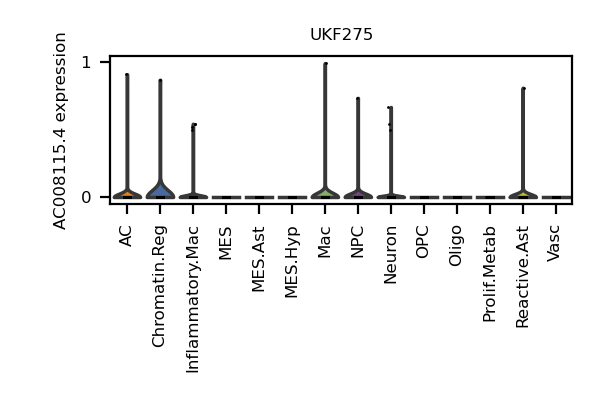 UKF275
AC008115.4 expression
1
0
AC
Chromatin.Reg
Inflammatory.Mac
MES
MES.Ast
MES.Hyp
Mac
NPC
Neuron
OPC
Oligo
Prolif.Metab
Reactive.Ast
Vasc